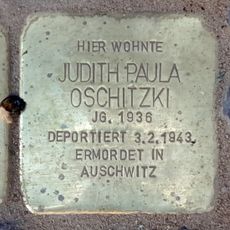 HIER WOHNTE
JUDITH PAULA
OSCHITZKI
JG. 1936
DEPORTIERT 3.2.1943
ERMORDET IN
AUSCHWITZ